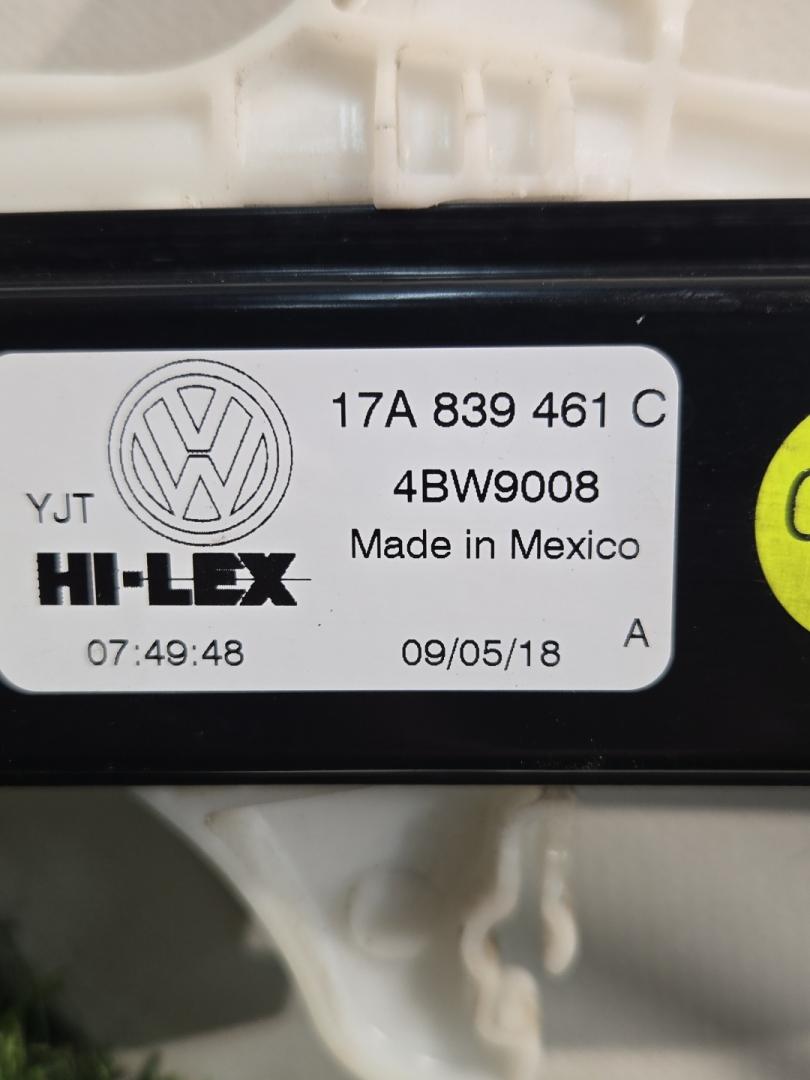 17A 839 461 C
4BW9008
YJT
Made in Mexico
HI-LEX
07:49:48
09/05/18
A